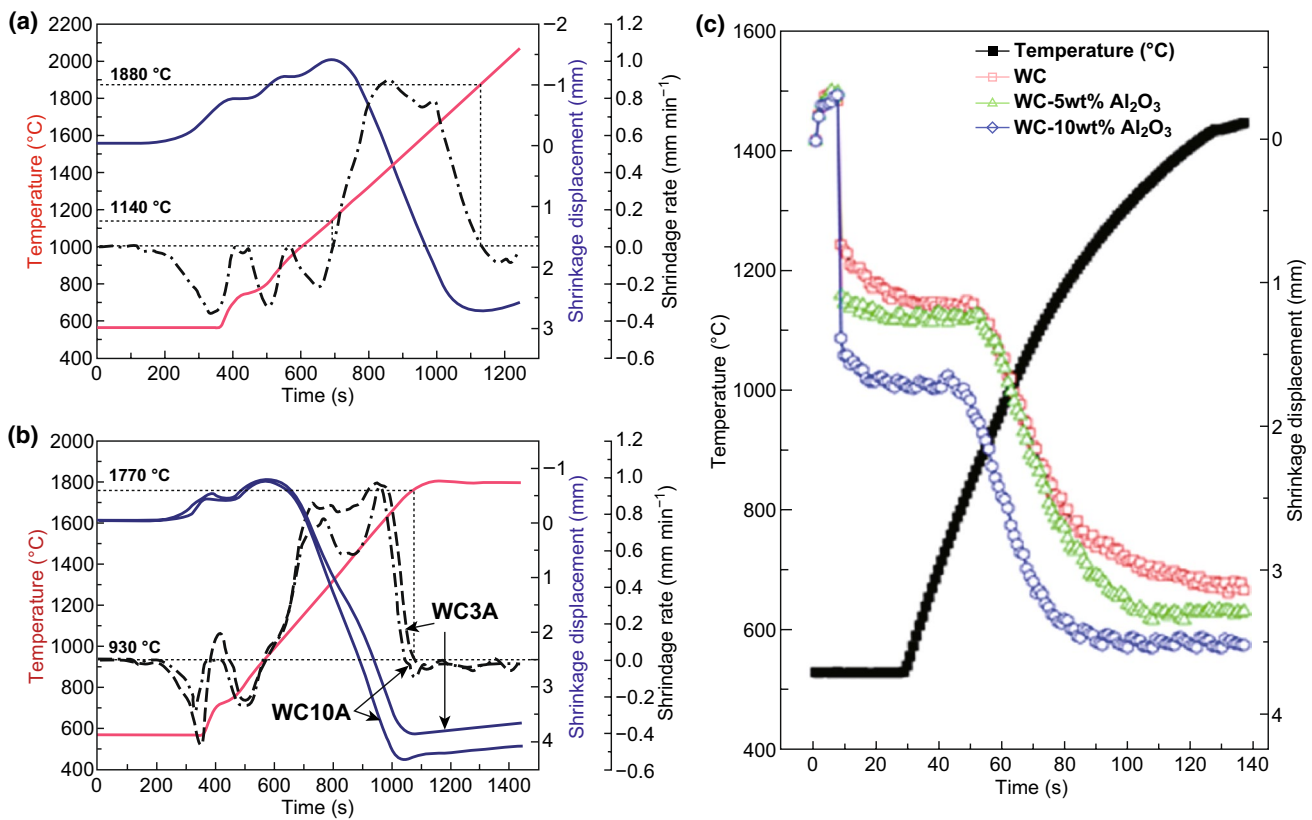 (a)
2200
2000
1800
1600
1400
1200
1000
800
600
400
Temperature (°C)
1880 °C
1140 °C
0 200 400 600 800 1000 1200
Time (s)
−2
−1
0
1
2
3
Shrinkage displacement (mm)
1.2
1.0
0.8
0.6
0.4
0.2
0.0
−0.2
−0.4
−0.6
Shrindage rate (mm min−1)
(b)
2000
1800
1600
1400
1200
1000
800
600
400
Temperature (°C)
1770 °C
930 °C
WC3A
WC10A
0 200 400 600 800 1000 1200 1400
Time (s)
−1
0
1
2
3
4
Shrinkage displacement (mm)
1.2
1.0
0.8
0.6
0.4
0.2
0.0
−0.2
−0.4
−0.6
Shrindage rate (mm min−1)
(c)
Temperature (°C)
WC
WC-5wt% Al2O3
WC-10wt% Al2O3
1600
1400
1200
1000
800
600
400
Temperature (°C)
0 20 40 60 80 100 120 140
Time (s)
0
1
2
3
4
Shrinkage displacement (mm)